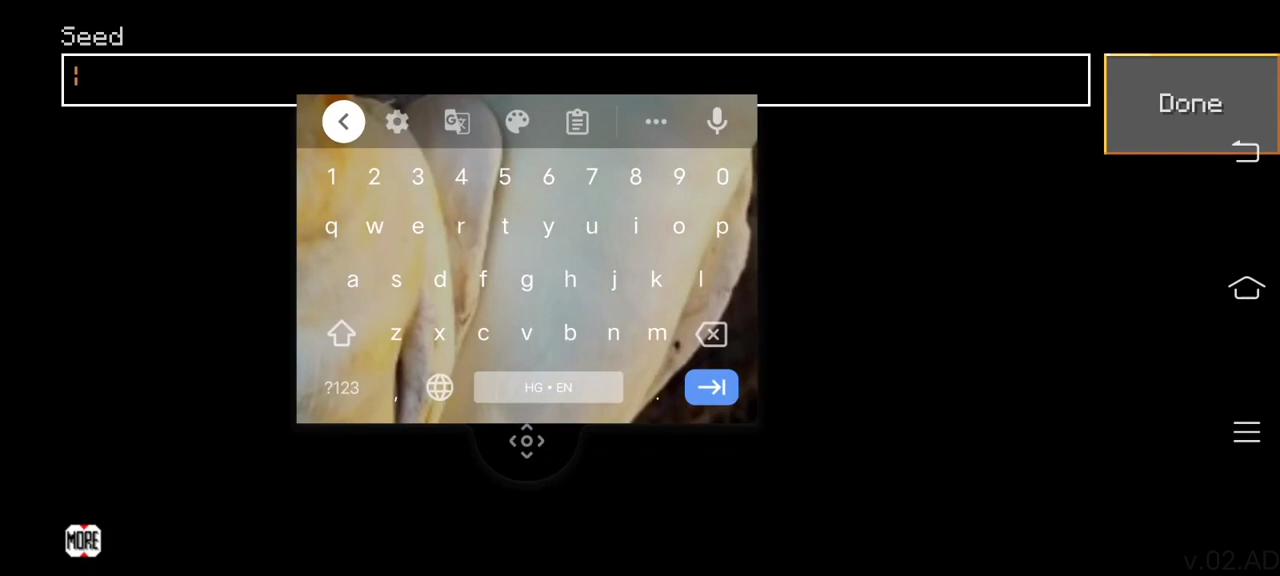 Seed
Done
1 2 3 4 5 6 7 8 9 0
q w e r t y u i o p
a s d f g h j k l
z x c v b n m
?123 , HG • EN .
MORE
v.02.AD